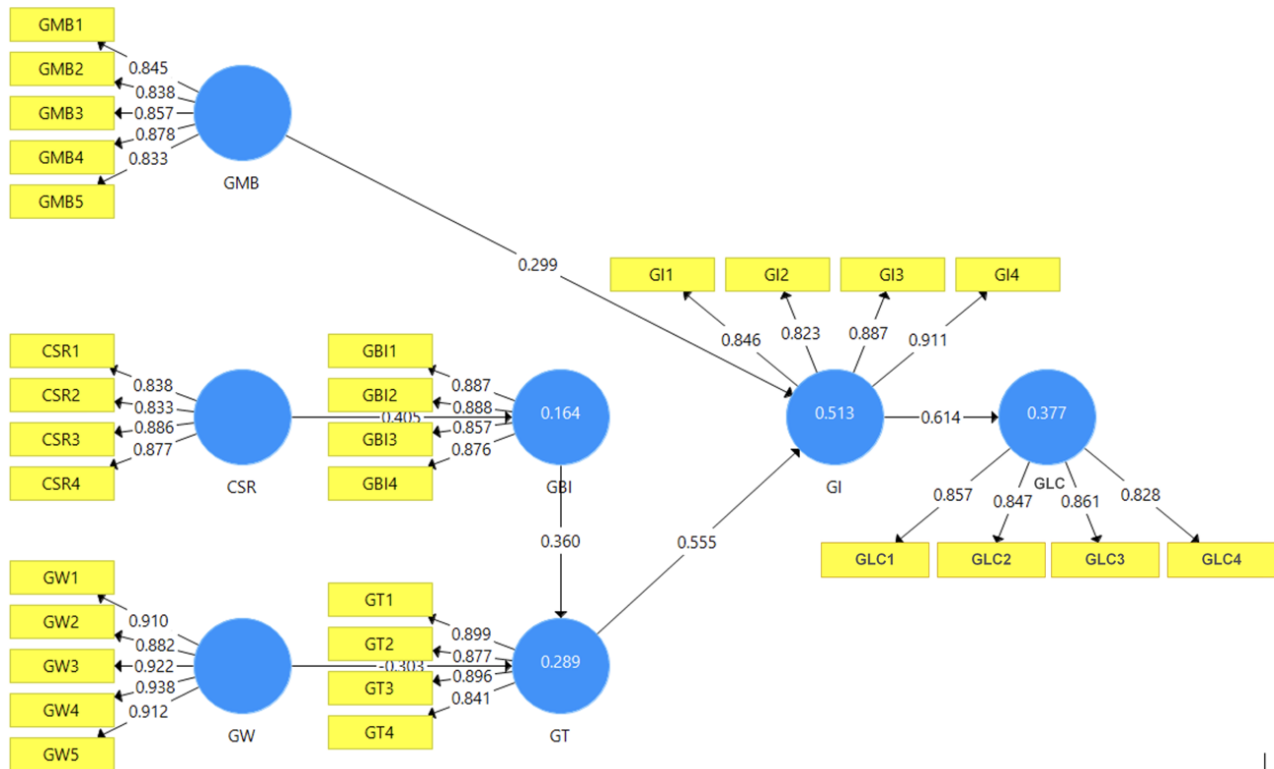 GMB1
GMB2
GMB3
GMB4
GMB5
0.845
0.838
0.857
0.878
0.833
GMB
0.299
GI1
GI2
GI3
GI4
0.846
0.823
0.887
0.911
CSR1
CSR2
CSR3
CSR4
0.838
0.833
0.886
0.877
CSR
0.405
GBI1
GBI2
GBI3
GBI4
0.887
0.888
0.857
0.876
0.164
GBI
0.513
GI
0.614
0.377
GLC
0.857
0.847
0.861
0.828
GLC1
GLC2
GLC3
GLC4
0.360
0.555
GW1
GW2
GW3
GW4
GW5
0.910
0.882
0.922
0.938
0.912
GW
-0.303
GT1
GT2
GT3
GT4
0.899
0.877
0.896
0.841
0.289
GT